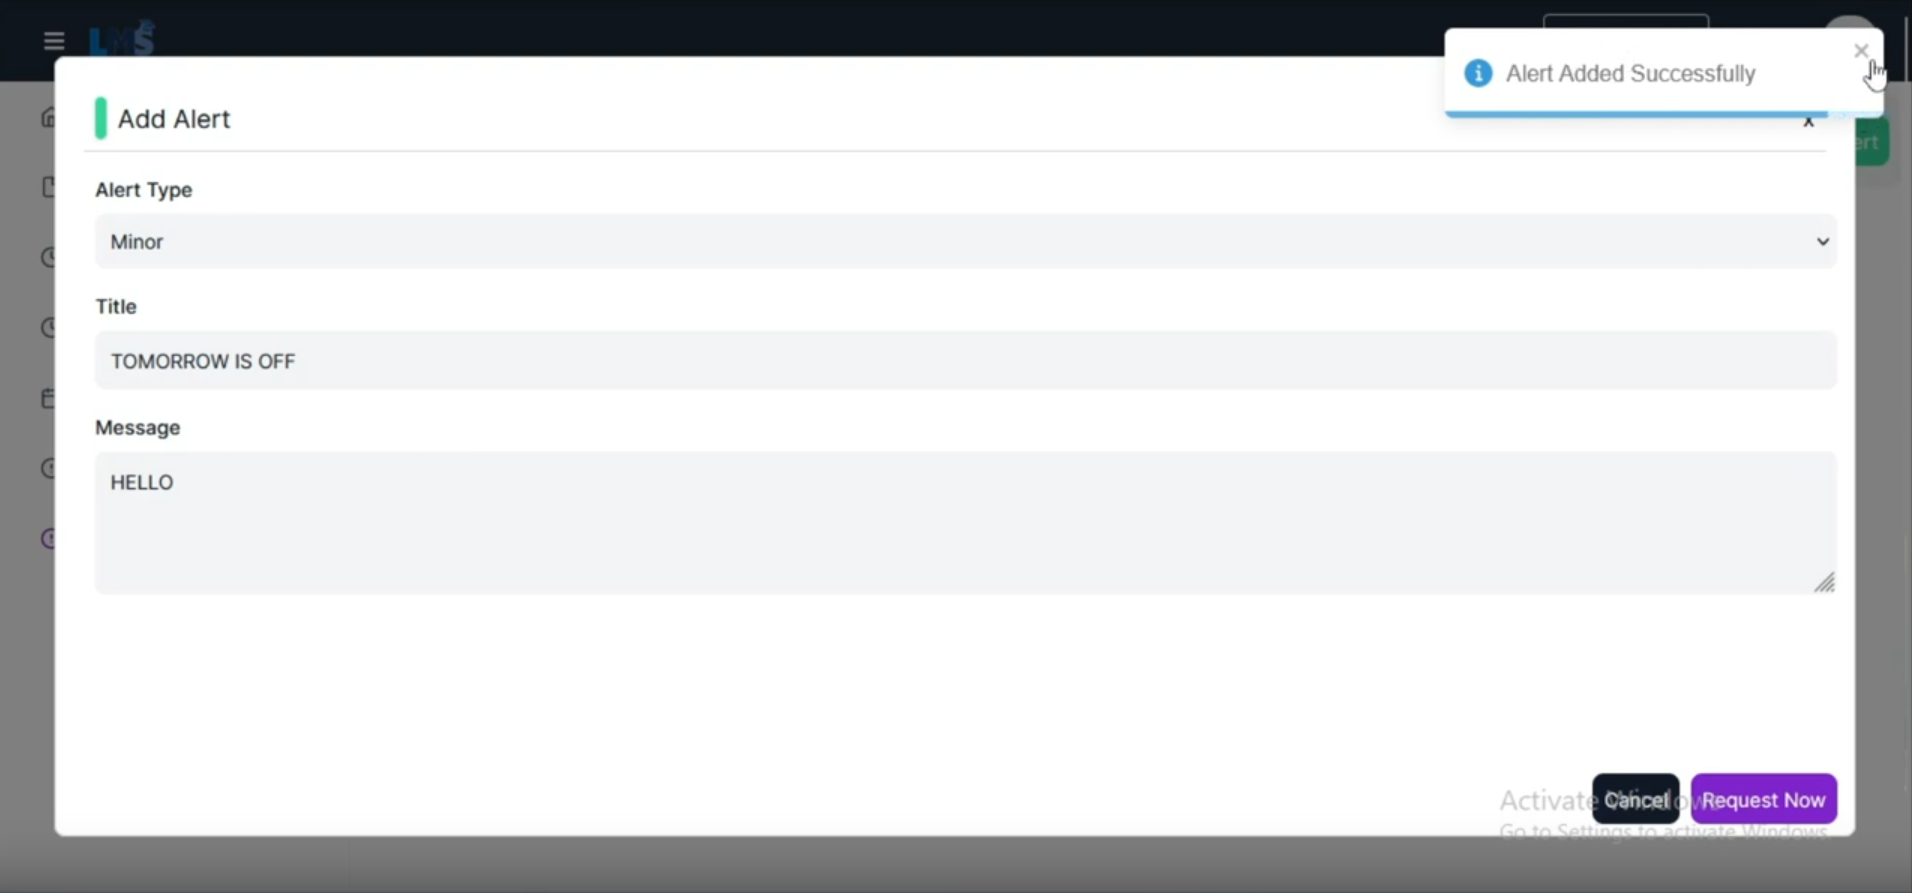 LMS
Alert Added Successfully
Add Alert
x
ert
Alert Type
Minor
Title
TOMORROW IS OFF
Message
HELLO
Cancel
Request Now
Activate Windows
Go to Settings to activate Windows.